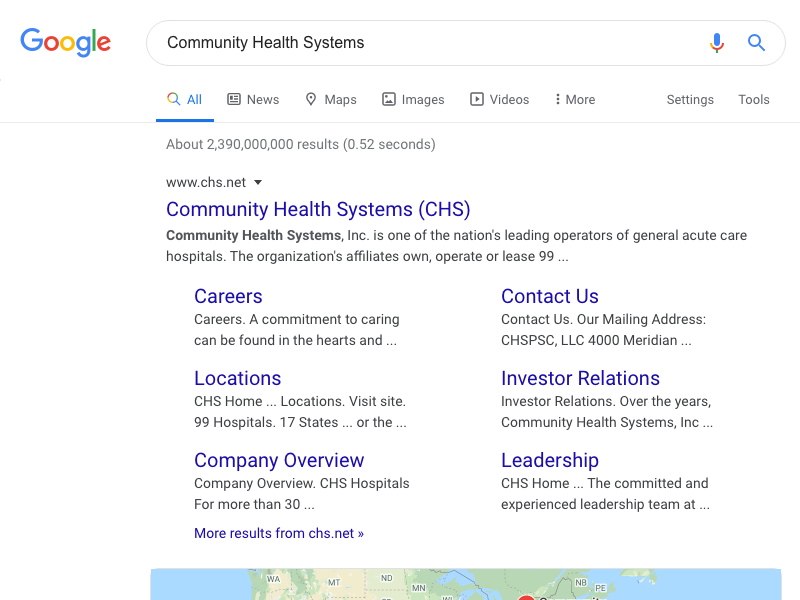 Google
Community Health Systems
All News Maps Images Videos More Settings Tools
About 2,390,000,000 results (0.52 seconds)
www.chs.net
Community Health Systems (CHS)
Community Health Systems, Inc. is one of the nation's leading operators of general acute care
hospitals. The organization's affiliates own, operate or lease 99 ...
Careers
Careers. A commitment to caring
can be found in the hearts and ...
Contact Us
Contact Us. Our Mailing Address:
CHSPSC, LLC 4000 Meridian ...
Locations
CHS Home ... Locations. Visit site.
99 Hospitals. 17 States ... or the ...
Investor Relations
Investor Relations. Over the years,
Community Health Systems, Inc ...
Company Overview
Company Overview. CHS Hospitals
For more than 30 ...
Leadership
CHS Home ... The committed and
experienced leadership team at ...
More results from chs.net »
WA MT ND MN NB PE